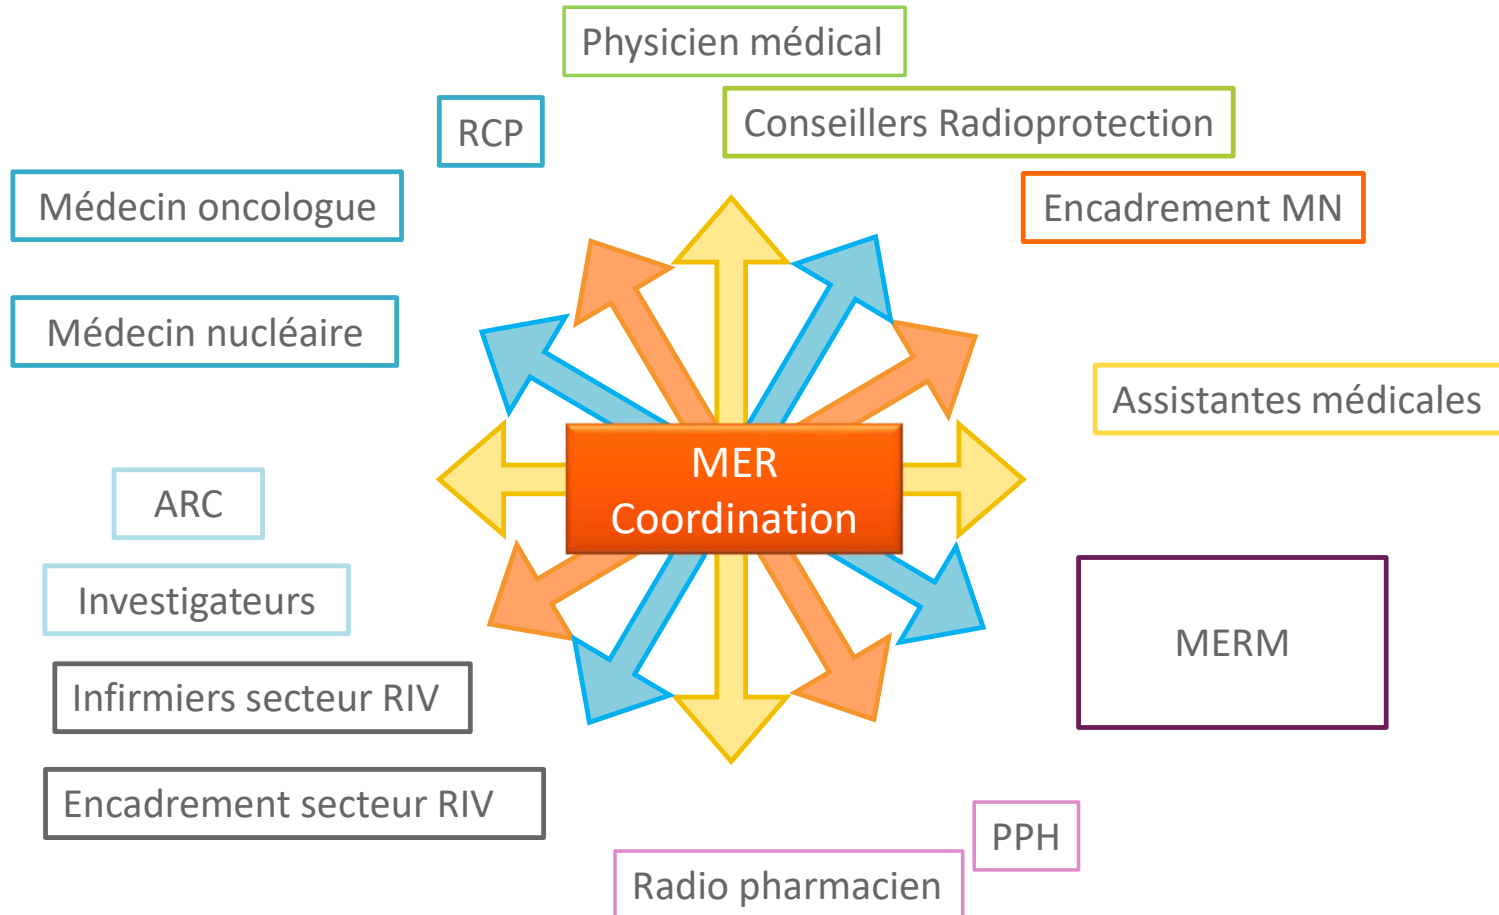 Physicien médical
RCP
Conseillers Radioprotection
Médecin oncologue
Encadrement MN
Médecin nucléaire
Assistantes médicales
MER
Coordination
ARC
Investigateurs
MERM
Infirmiers secteur RIV
Encadrement secteur RIV
PPH
Radio pharmacien